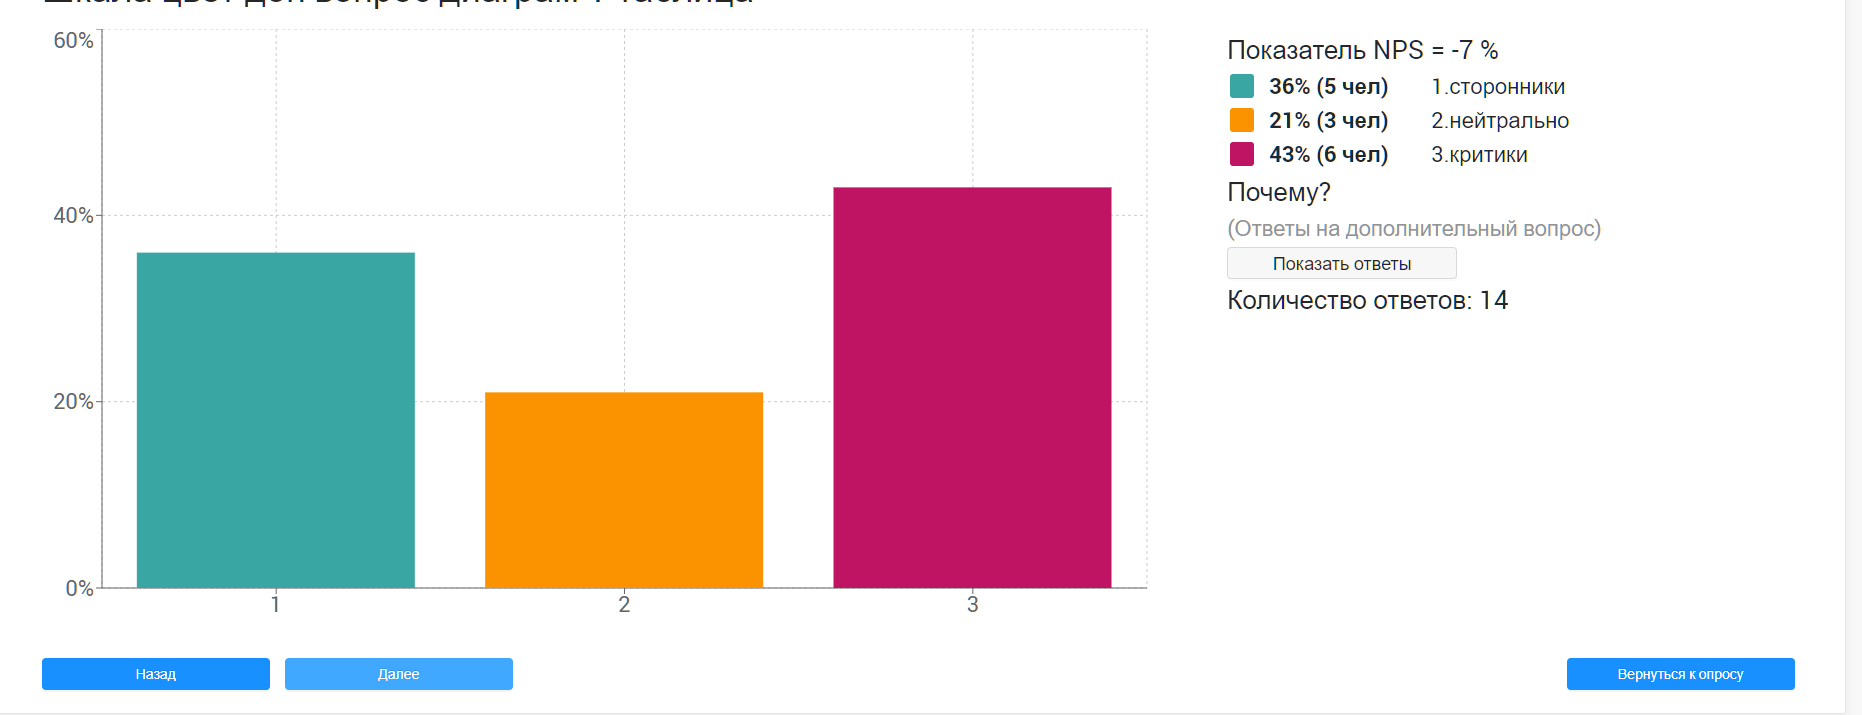 60%
40%
20%
0%
1
2
3
Показатель NPS = -7 %
36% (5 чел) 1.сторонники
21% (3 чел) 2.нейтрально
43% (6 чел) 3.критики
Почему?
(Ответы на дополнительный вопрос)
Показать ответы
Количество ответов: 14
Назад
Далее
Вернуться к опросу